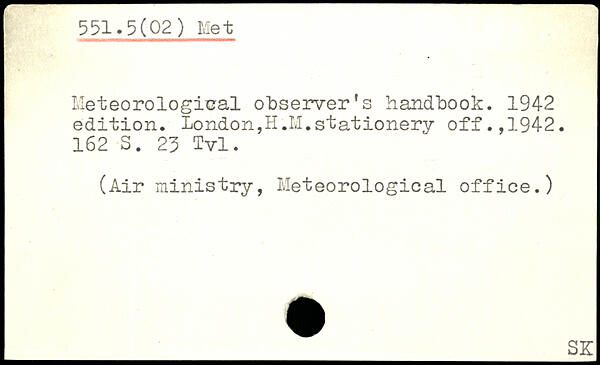 551.5(02) Met
Meteorological observer's handbook. 1942
edition. London,H.M.stationery off.,1942.
162 S. 23 Tvl.
(Air ministry, Meteorological office.)
SK